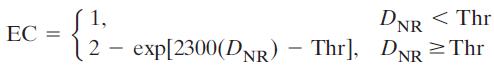 EC = { 1, D_NR < Thr
2 − exp[2300(D_NR) − Thr], D_NR ≥ Thr